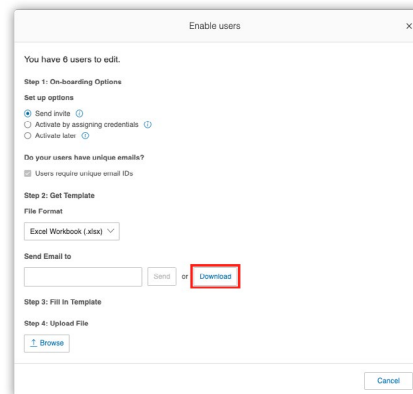 Enable users
You have 6 users to edit.
Step 1: On-boarding Options
Set up options
Send invite
Activate by assigning credentials
Activate later
Do your users have unique emails?
Users require unique email IDs
Step 2: Get Template
File Format
Excel Workbook (.xlsx)
Send Email to
Send or Download
Step 3: Fill In Template
Step 4: Upload File
Browse
Cancel